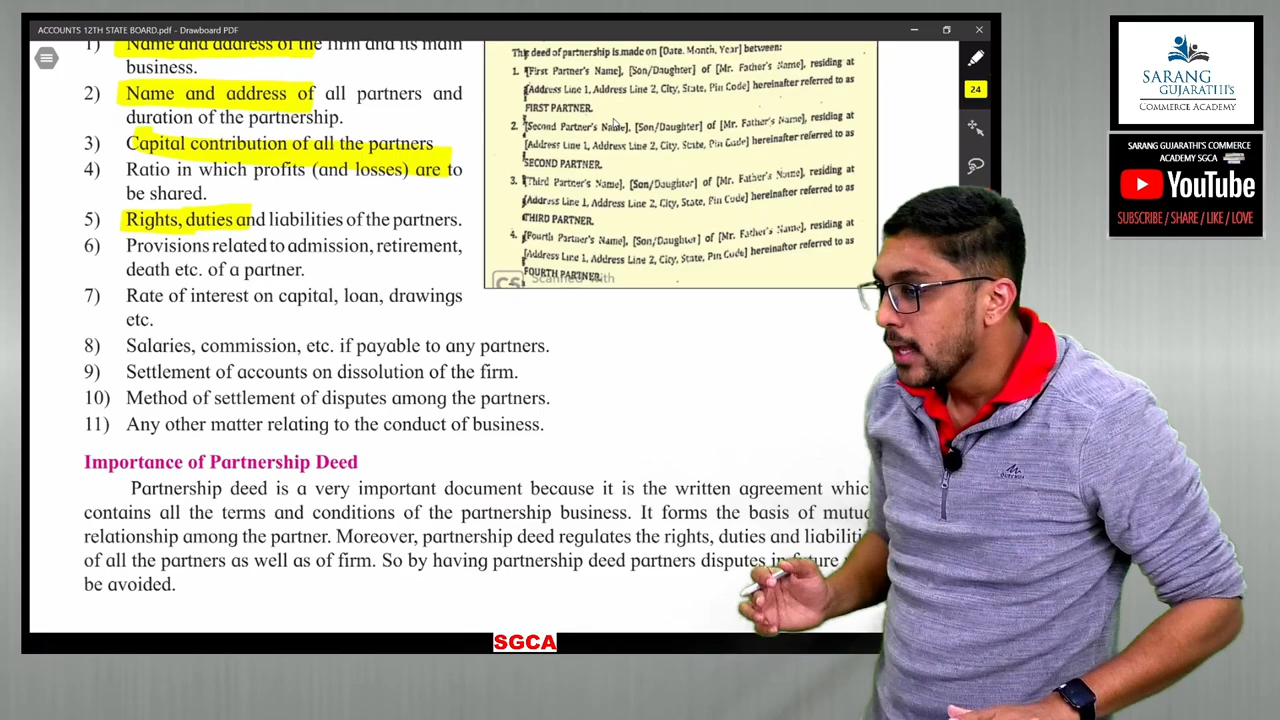 ACCOUNTS 12TH STATE BOARD.pdf - Drawboard PDF
1) Name and address of the firm and its main
business.
2) Name and address of all partners and
duration of the partnership.
3) Capital contribution of all the partners
4) Ratio in which profits (and losses) are to
be shared.
5) Rights, duties and liabilities of the partners.
6) Provisions related to admission, retirement,
death etc. of a partner.
7) Rate of interest on capital, loan, drawings
etc.
8) Salaries, commission, etc. if payable to any partners.
9) Settlement of accounts on dissolution of the firm.
10) Method of settlement of disputes among the partners.
11) Any other matter relating to the conduct of business.
Importance of Partnership Deed
Partnership deed is a very important document because it is the written agreement whic
contains all the terms and conditions of the partnership business. It forms the basis of mutu
relationship among the partner. Moreover, partnership deed regulates the rights, duties and liabiliti
of all the partners as well as of firm. So by having partnership deed partners disputes in future
be avoided.
This deed of partnership is made on [Date. Month, Year] between:
1. [First Partner's Name], [Son/Daughter] of [Mr. Father's Name], residing at
[Address Line 1, Address Line 2, City, State, Pin Code] hereinafter referred to as
FIRST PARTNER.
2. [Second Partner's Name], [Son/Daughter] of [Mr. Father's Name], residing at
[Address Line 1, Address Line 2, City, State, Pin Code] hereinafter referred to as
SECOND PARTNER.
3. [Third Partner's Name], [Son/Daughter] of [Mr. Father's Name], residing at
[Address Line 1, Address Line 2, City, State, Pin Code] hereinafter referred to as
THIRD PARTNER.
4. [Fourth Partner's Name], [Son/Daughter] of [Mr. Father's Name], residing at
[Address Line 1, Address Line 2, City, State, Pin Code] hereinafter referred to as
FOURTH PARTNER.
CS Scanned with
24
SARANG
GUJARATHI'S
COMMERCE ACADEMY
SARANG GUJARATHI'S COMMERCE
ACADEMY SGCA
YouTube
SUBSCRIBE / SHARE / LIKE / LOVE
SGCA